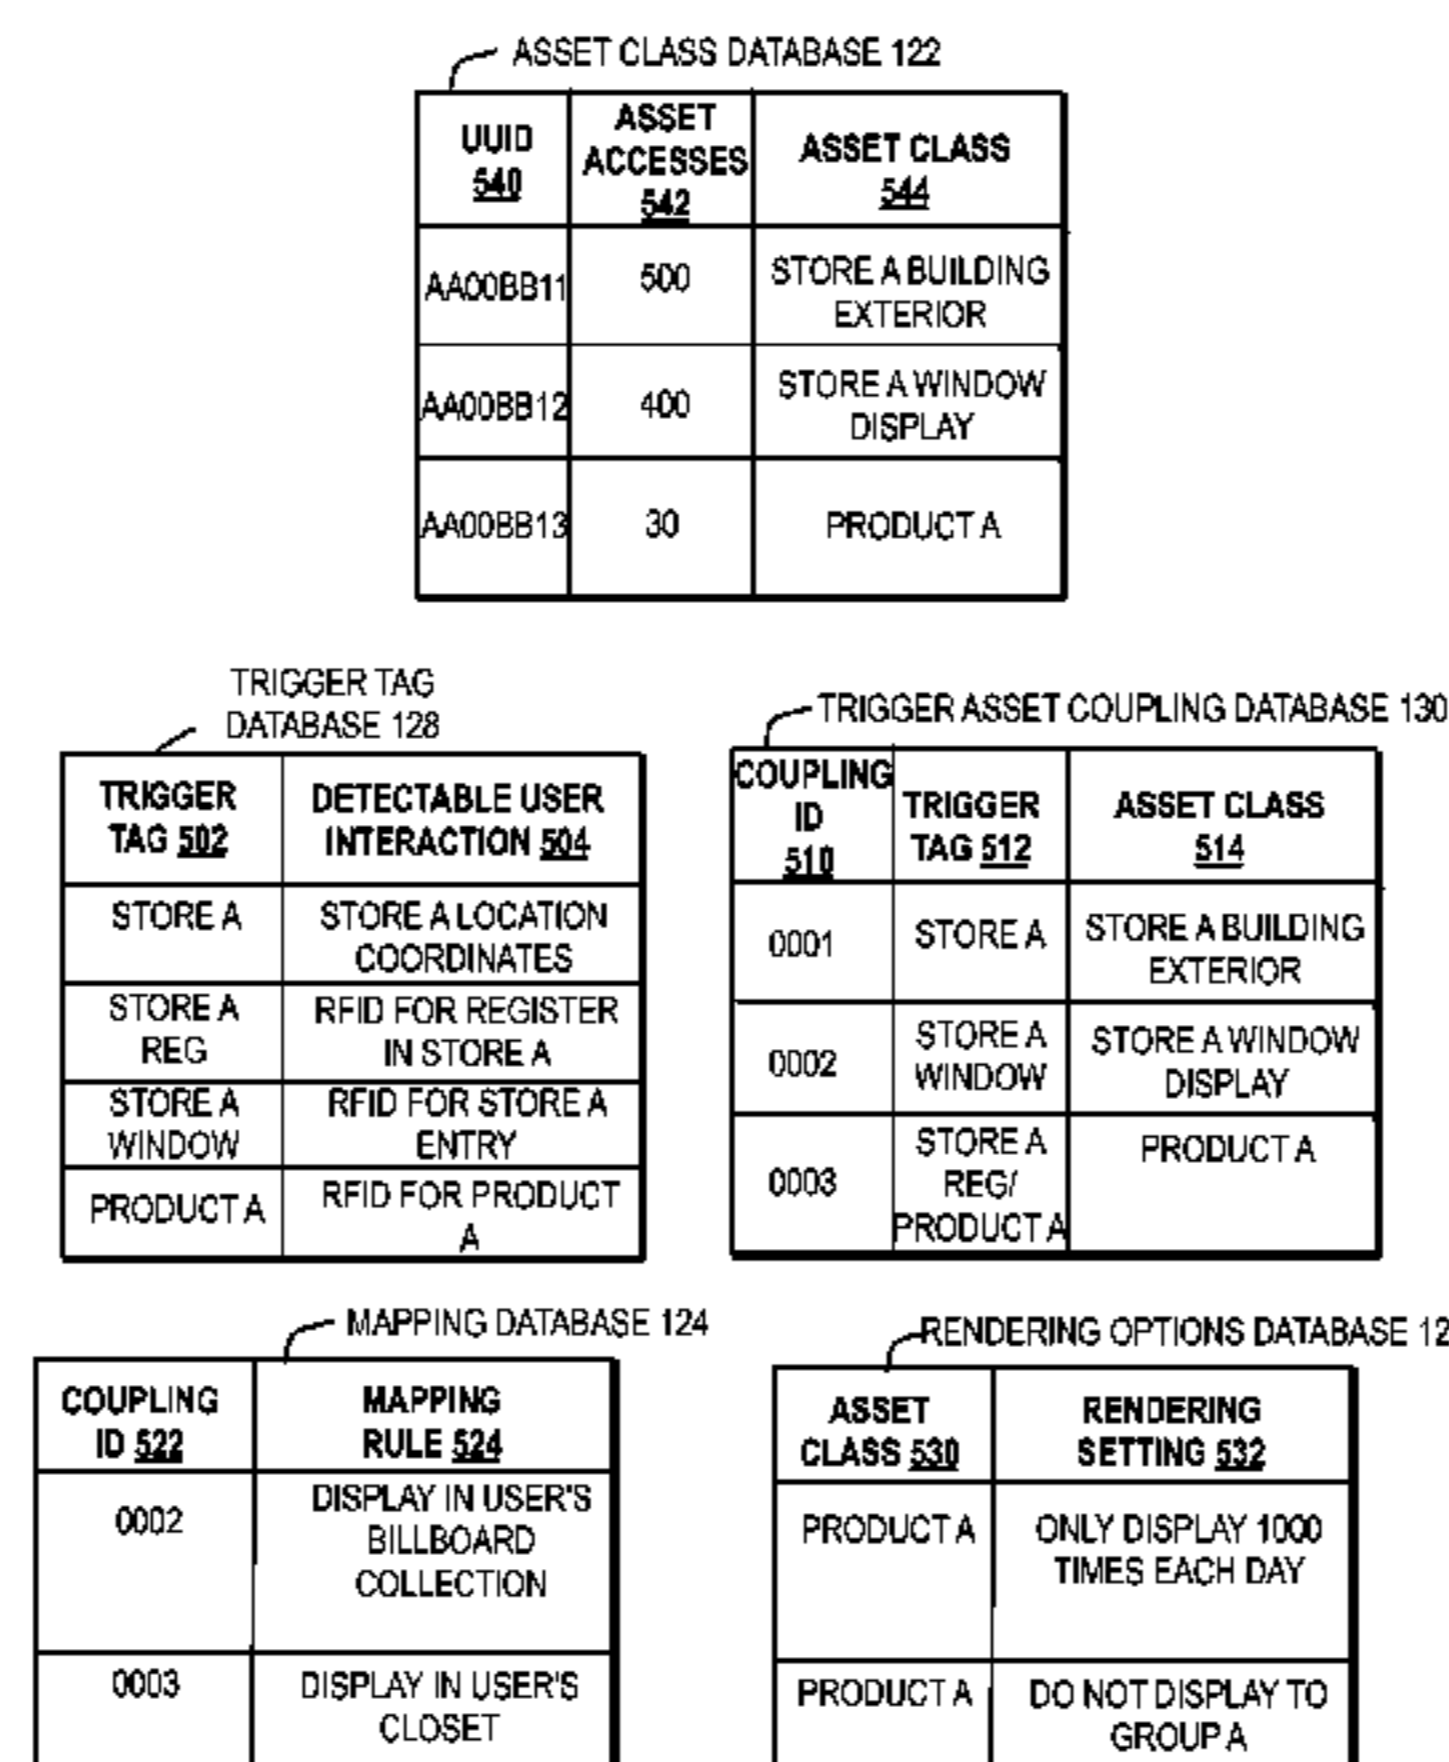 ASSET CLASS DATABASE 122
UUID
540
ASSET
ACCESSES
542
ASSET CLASS
544
AA00BB11
500
STORE A BUILDING
EXTERIOR
AA00BB12
400
STORE A WINDOW
DISPLAY
AA00BB13
30
PRODUCT A
TRIGGER TAG
DATABASE 128
TRIGGER
TAG 502
DETECTABLE USER
INTERACTION 504
STORE A
STORE A LOCATION
COORDINATES
STORE A
REG
RFID FOR REGISTER
IN STORE A
STORE A
WINDOW
RFID FOR STORE A
ENTRY
PRODUCT A
RFID FOR PRODUCT
A
TRIGGER ASSET COUPLING DATABASE 130
COUPLING
ID
510
TRIGGER
TAG 512
ASSET CLASS
514
0001
STORE A
STORE A BUILDING
EXTERIOR
0002
STORE A
WINDOW
STORE A WINDOW
DISPLAY
0003
STORE A
REG/
PRODUCT A
PRODUCT A
MAPPING DATABASE 124
COUPLING
ID 522
MAPPING
RULE 524
0002
DISPLAY IN USER'S
BILLBOARD
COLLECTION
0003
DISPLAY IN USER'S
CLOSET
RENDERING OPTIONS DATABASE 12
ASSET
CLASS 530
RENDERING
SETTING 532
PRODUCT A
ONLY DISPLAY 1000
TIMES EACH DAY
PRODUCT A
DO NOT DISPLAY TO
GROUP A